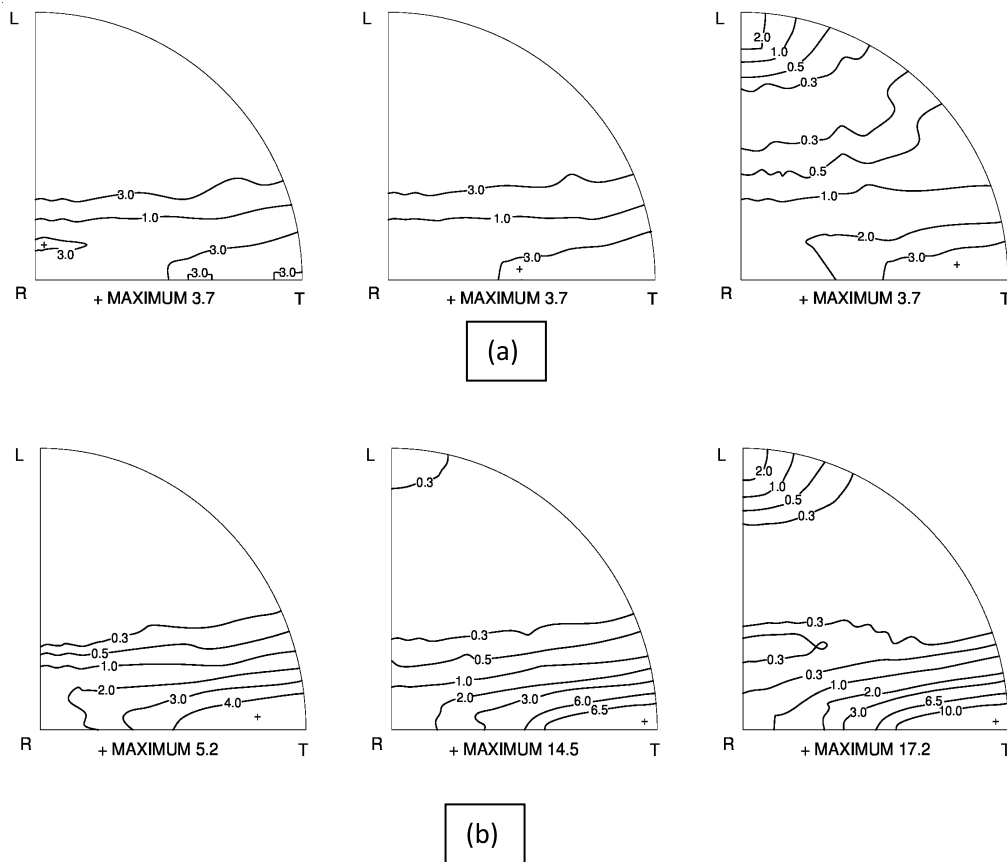 L L L
2.0
1.0
0.5
0.3
0.3
0.5
3.0 3.0 1.0
1.0 1.0
2.0
3.0 3.0 3.0 3.0
3.0 3.0
R T R T R T
+ MAXIMUM 3.7 + MAXIMUM 3.7 + MAXIMUM 3.7
(a)
L L L
2.0
0.3 1.0
0.5
0.3
0.3 0.3 0.3
0.5 0.5 0.3
1.0 1.0 0.3
1.0
2.0 2.0 2.0
3.0 4.0 3.0 6.0 6.5
6.5 3.0 10.0
R T R T R T
+ MAXIMUM 5.2 + MAXIMUM 14.5 + MAXIMUM 17.2
(b)